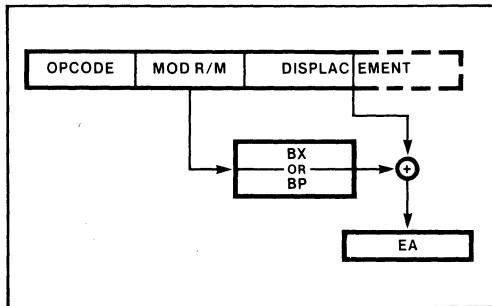 OPCODE MOD R/M DISPLACEMENT
BX
OR
BP
+
EA